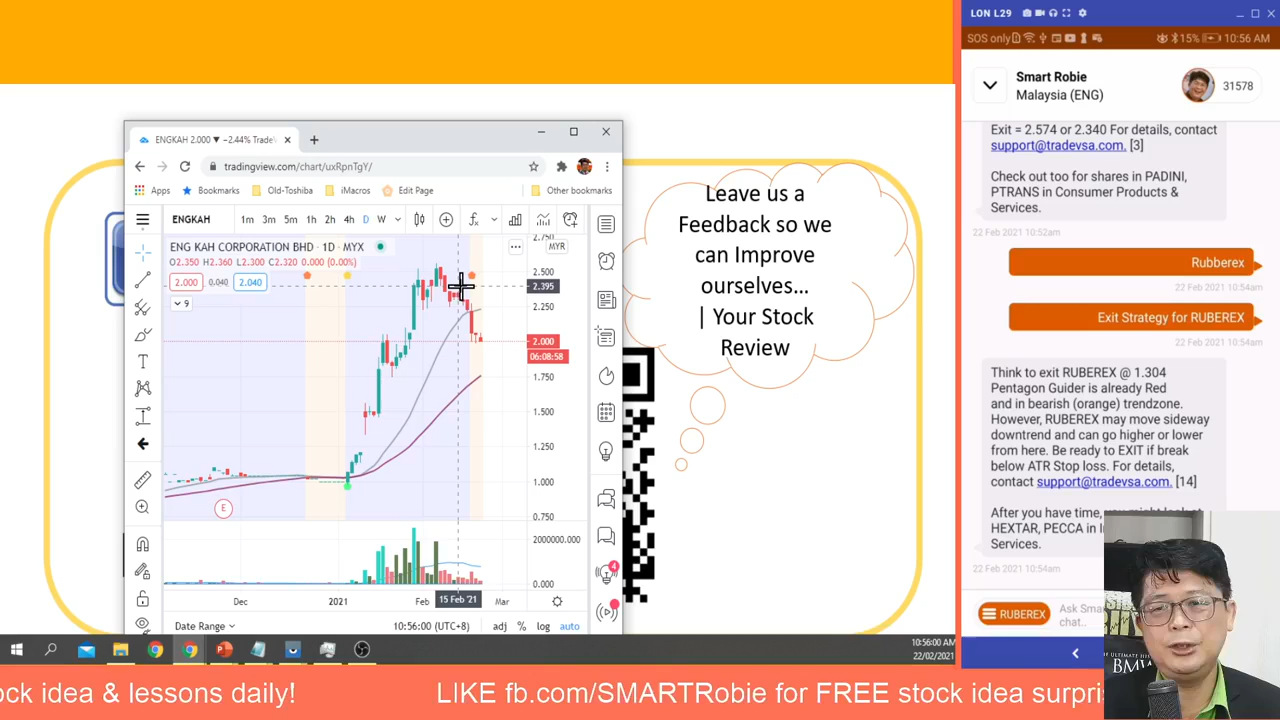 ENGKAH 2.000 ▼ −2.44% Trade
tradingview.com/chart/uxRpnTgY/
Apps
Bookmarks
Old-Toshiba
iMacros
Edit Page
Other bookmarks
ENGKAH
1m 3m 5m 1h 2h 4h D W
ENG KAH CORPORATION BHD · 1D · MYX
O2.350 H2.360 L2.300 C2.320 0.000 (0.00%)
2.000 0.040 2.040
9
MYR
2.750
2.500
2.395
2.250
2.000
06:08:58
1.750
1.500
1.250
1.000
0.750
2000000.000
0.000
E
4
Dec 2021 Feb 15 Feb '21 Mar
Date Range
10:56:00 (UTC+8) adj % log auto
Leave us a
Feedback so we
can Improve
ourselves...
| Your Stock
Review
LON L29
SOS only
15% 10:56 AM
Smart Robie
Malaysia (ENG)
31578
Exit = 2.574 or 2.340 For details, contact
support@tradevsa.com. [3]
Check out too for shares in PADINI,
PTRANS in Consumer Products &
Services.
22 Feb 2021 10:52am
Rubberex
22 Feb 2021 10:54am
Exit Strategy for RUBEREX
22 Feb 2021 10:54am
Think to exit RUBEREX @ 1.304
Pentagon Guider is already Red
and in bearish (orange) trendzone.
However, RUBEREX may move sideway
downtrend and can go higher or lower
from here. Be ready to EXIT if break
below ATR Stop loss. For details,
contact support@tradevsa.com. [14]
After you have time, you might
HEXTAR, PECCA in
Services.
22 Feb 2021 10:54am
RUBEREX
Ask
chat..
BMW
10:56:00 AM
22/02/2021
ock idea & lessons daily!
LIKE fb.com/SMARTRobie for FREE stock idea surpri